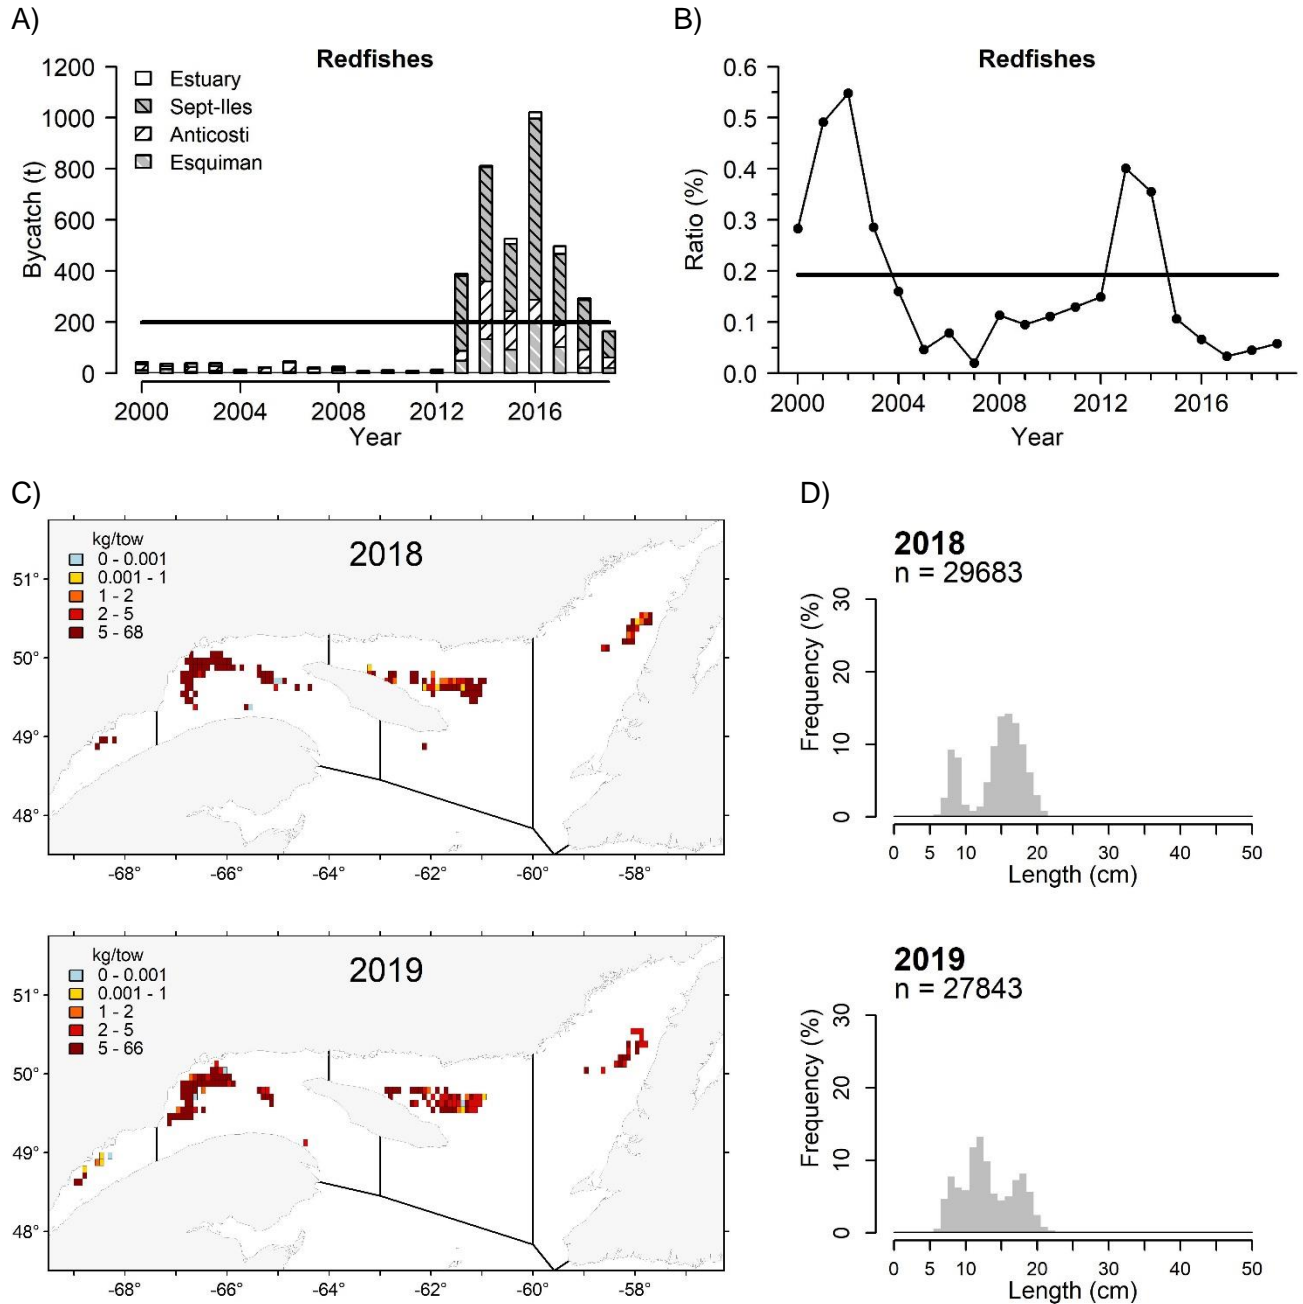 A)
Redfishes
1200
1000
800
600
400
200
0
Bycatch (t)
Estuary
Sept-Iles
Anticosti
Esquiman
2000 2004 2008 2012 2016
Year
B)
Redfishes
0.6
0.5
0.4
0.3
0.2
0.1
0.0
Ratio (%)
2000 2004 2008 2012 2016
Year
C)
kg/tow
0 - 0.001
0.001 - 1
1 - 2
2 - 5
5 - 68
2018
51°
50°
49°
48°
-68° -66° -64° -62° -60° -58°
D)
2018
n = 29683
30
20
10
0
Frequency (%)
0 5 10 20 30 40 50
Length (cm)
kg/tow
0 - 0.001
0.001 - 1
1 - 2
2 - 5
5 - 66
2019
51°
50°
49°
48°
-68° -66° -64° -62° -60° -58°
2019
n = 27843
30
20
10
0
Frequency (%)
0 5 10 20 30 40 50
Length (cm)